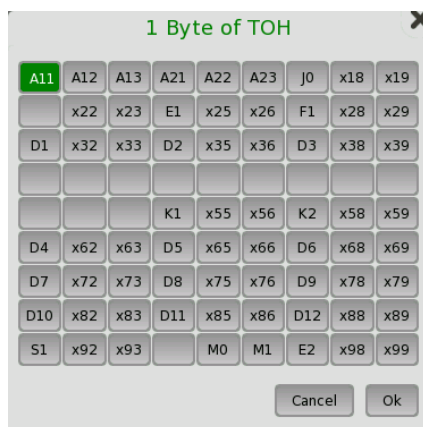 1 Byte of TOH
A11 A12 A13 A21 A22 A23 J0 x18 x19
x22 x23 E1 x25 x26 F1 x28 x29
D1 x32 x33 D2 x35 x36 D3 x38 x39
K1 x55 x56 K2 x58 x59
D4 x62 x63 D5 x65 x66 D6 x68 x69
D7 x72 x73 D8 x75 x76 D9 x78 x79
D10 x82 x83 D11 x85 x86 D12 x88 x89
S1 x92 x93 M0 M1 E2 x98 x99
Cancel Ok